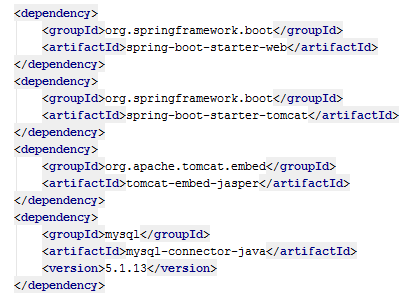 <dependency>
    <groupId>org.springframework.boot</groupId>
    <artifactId>spring-boot-starter-web</artifactId>
</dependency>
<dependency>
    <groupId>org.springframework.boot</groupId>
    <artifactId>spring-boot-starter-tomcat</artifactId>
</dependency>
<dependency>
    <groupId>org.apache.tomcat.embed</groupId>
    <artifactId>tomcat-embed-jasper</artifactId>
</dependency>
<dependency>
    <groupId>mysql</groupId>
    <artifactId>mysql-connector-java</artifactId>
    <version>5.1.13</version>
</dependency>